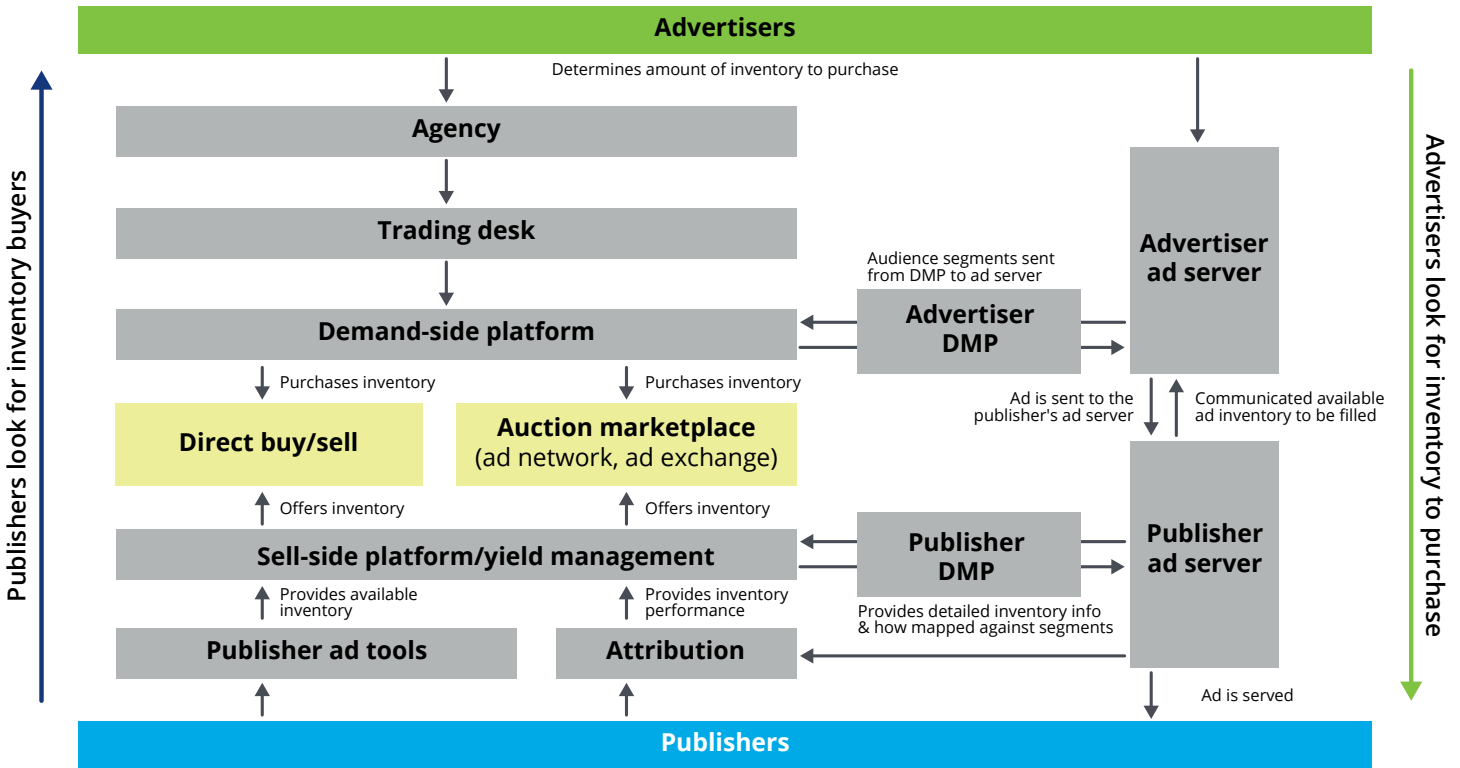 Advertisers
Determines amount of inventory to purchase
Publishers look for inventory buyers
Advertisers look for inventory to purchase
Agency
Trading desk
Advertiser
ad server
Audience segments sent
from DMP to ad server
Demand-side platform
Advertiser
DMP
Purchases inventory
Purchases inventory
Ad is sent to the
publisher's ad server
Communicated available
ad inventory to be filled
Direct buy/sell
Auction marketplace
(ad network, ad exchange)
Offers inventory
Offers inventory
Sell-side platform/yield management
Publisher
DMP
Publisher
ad server
Provides available
inventory
Provides inventory
performance
Provides detailed inventory info
& how mapped against segments
Publisher ad tools
Attribution
Ad is served
Publishers